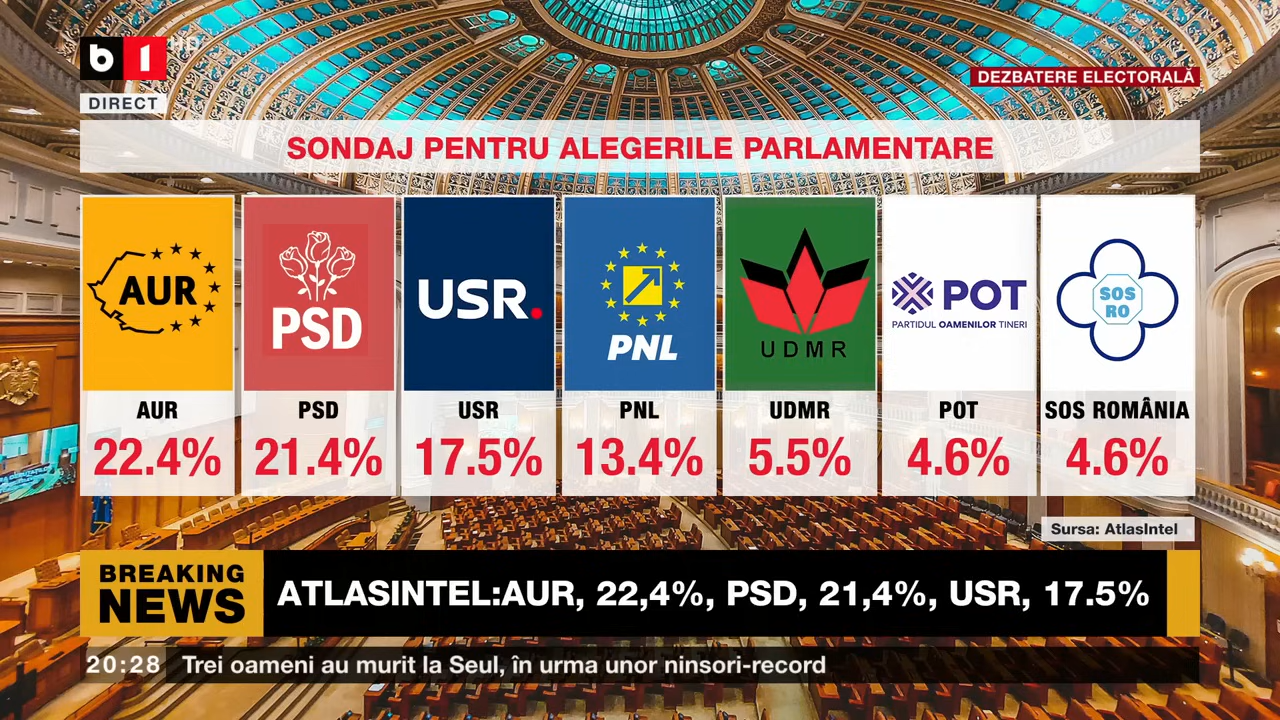 b1 HD
DIRECT
DEZBATERE ELECTORALĂ
SONDAJ PENTRU ALEGERILE PARLAMENTARE
AUR
PSD
USR.
PNL
UDMR
POT
PARTIDUL OAMENILOR TINERI
SOS
RO
AUR
PSD
USR
PNL
UDMR
POT
SOS ROMÂNIA
22.4%
21.4%
17.5%
13.4%
5.5%
4.6%
4.6%
Sursa: AtlasIntel
BREAKING
NEWS
ATLASINTEL:AUR, 22,4%, PSD, 21,4%, USR, 17.5%
20:28 Trei oameni au murit la Seul, în urma unor ninsori-record